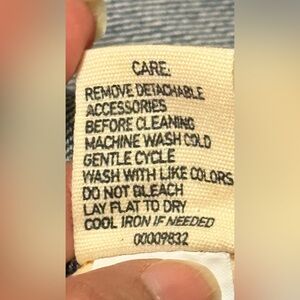 CARE:
REMOVE DETACHABLE
ACCESSORIES
BEFORE CLEANING
MACHINE WASH COLD
GENTLE CYCLE
WASH WITH LIKE COLORS
DO NOT BLEACH
LAY FLAT TO DRY
COOL IRON IF NEEDED
00009832